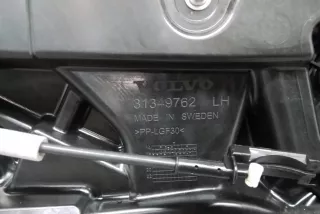 VOLVO
31349762 LH
MADE IN SWEDEN
>PP-LGF30<